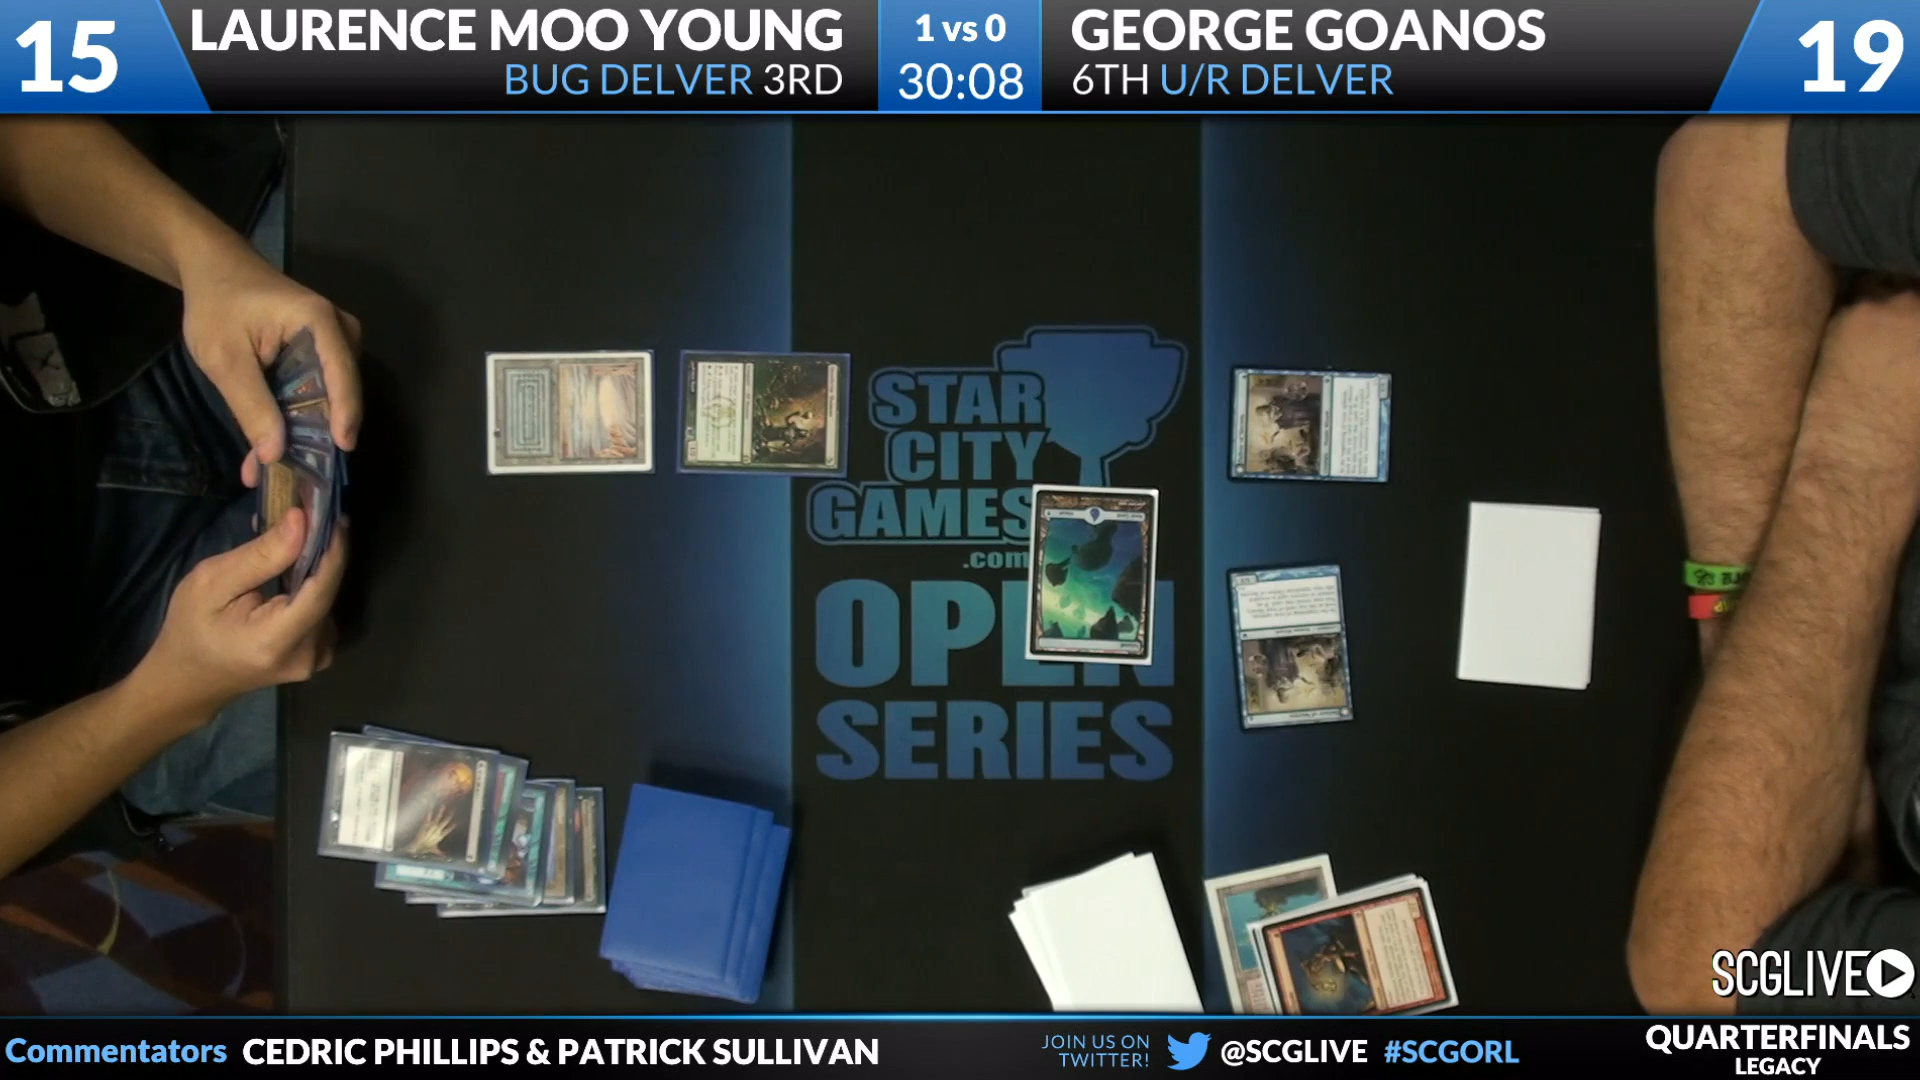 15
LAURENCE MOO YOUNG
BUG DELVER 3RD
1 vs 0
30:08
GEORGE GOANOS
6TH U/R DELVER
19
STAR
CITY
GAMES
.com
OPEN
SERIES
SCGLIVE
Commentators CEDRIC PHILLIPS & PATRICK SULLIVAN
JOIN US ON
TWITTER!
@SCGLIVE #SCGORL
QUARTERFINALS
LEGACY